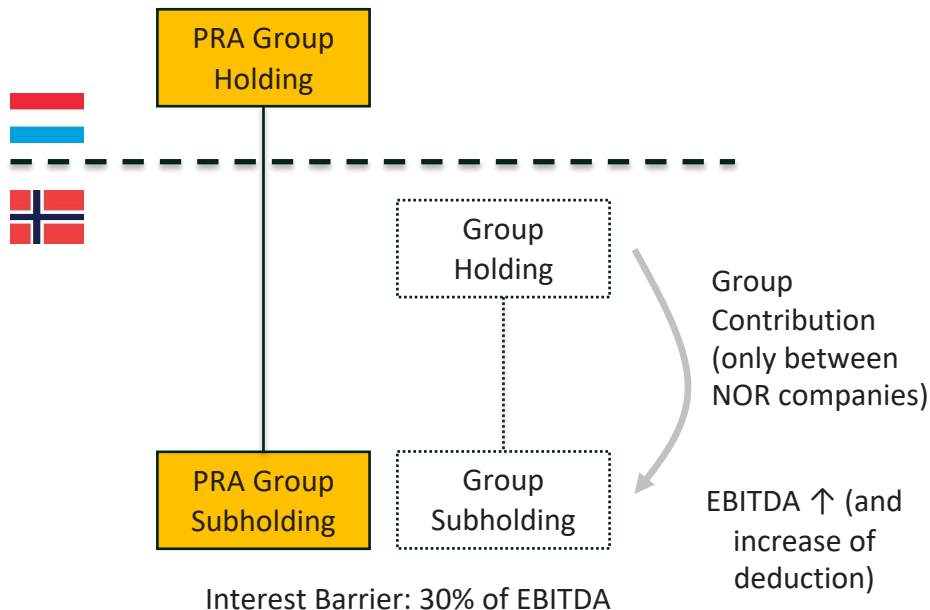 PRA Group
Holding
Group
Holding
Group
Contribution
(only between
NOR companies)
PRA Group
Subholding
Group
Subholding
EBITDA ↑ (and
increase of
deduction)
Interest Barrier: 30% of EBITDA